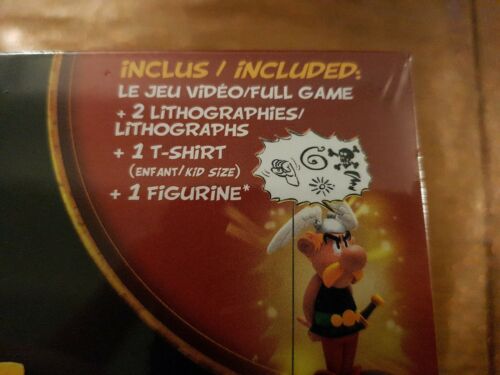 INCLUS / INCLUDED:
LE JEU VIDÉO/FULL GAME
+ 2 LITHOGRAPHIES/
LITHOGRAPHS
+ 1 T-SHIRT
(ENFANT/KID SIZE)
+ 1 FIGURINE*